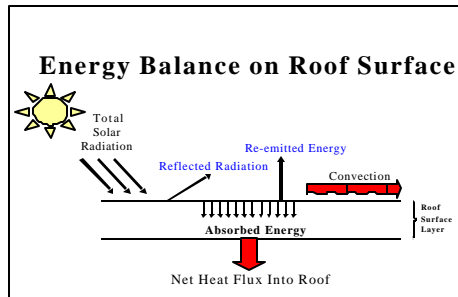 Energy Balance on Roof Surface
Total
Solar
Radiation
Reflected Radiation
Re-emitted Energy
Convection
Absorbed Energy
Roof
Surface
Layer
Net Heat Flux Into Roof